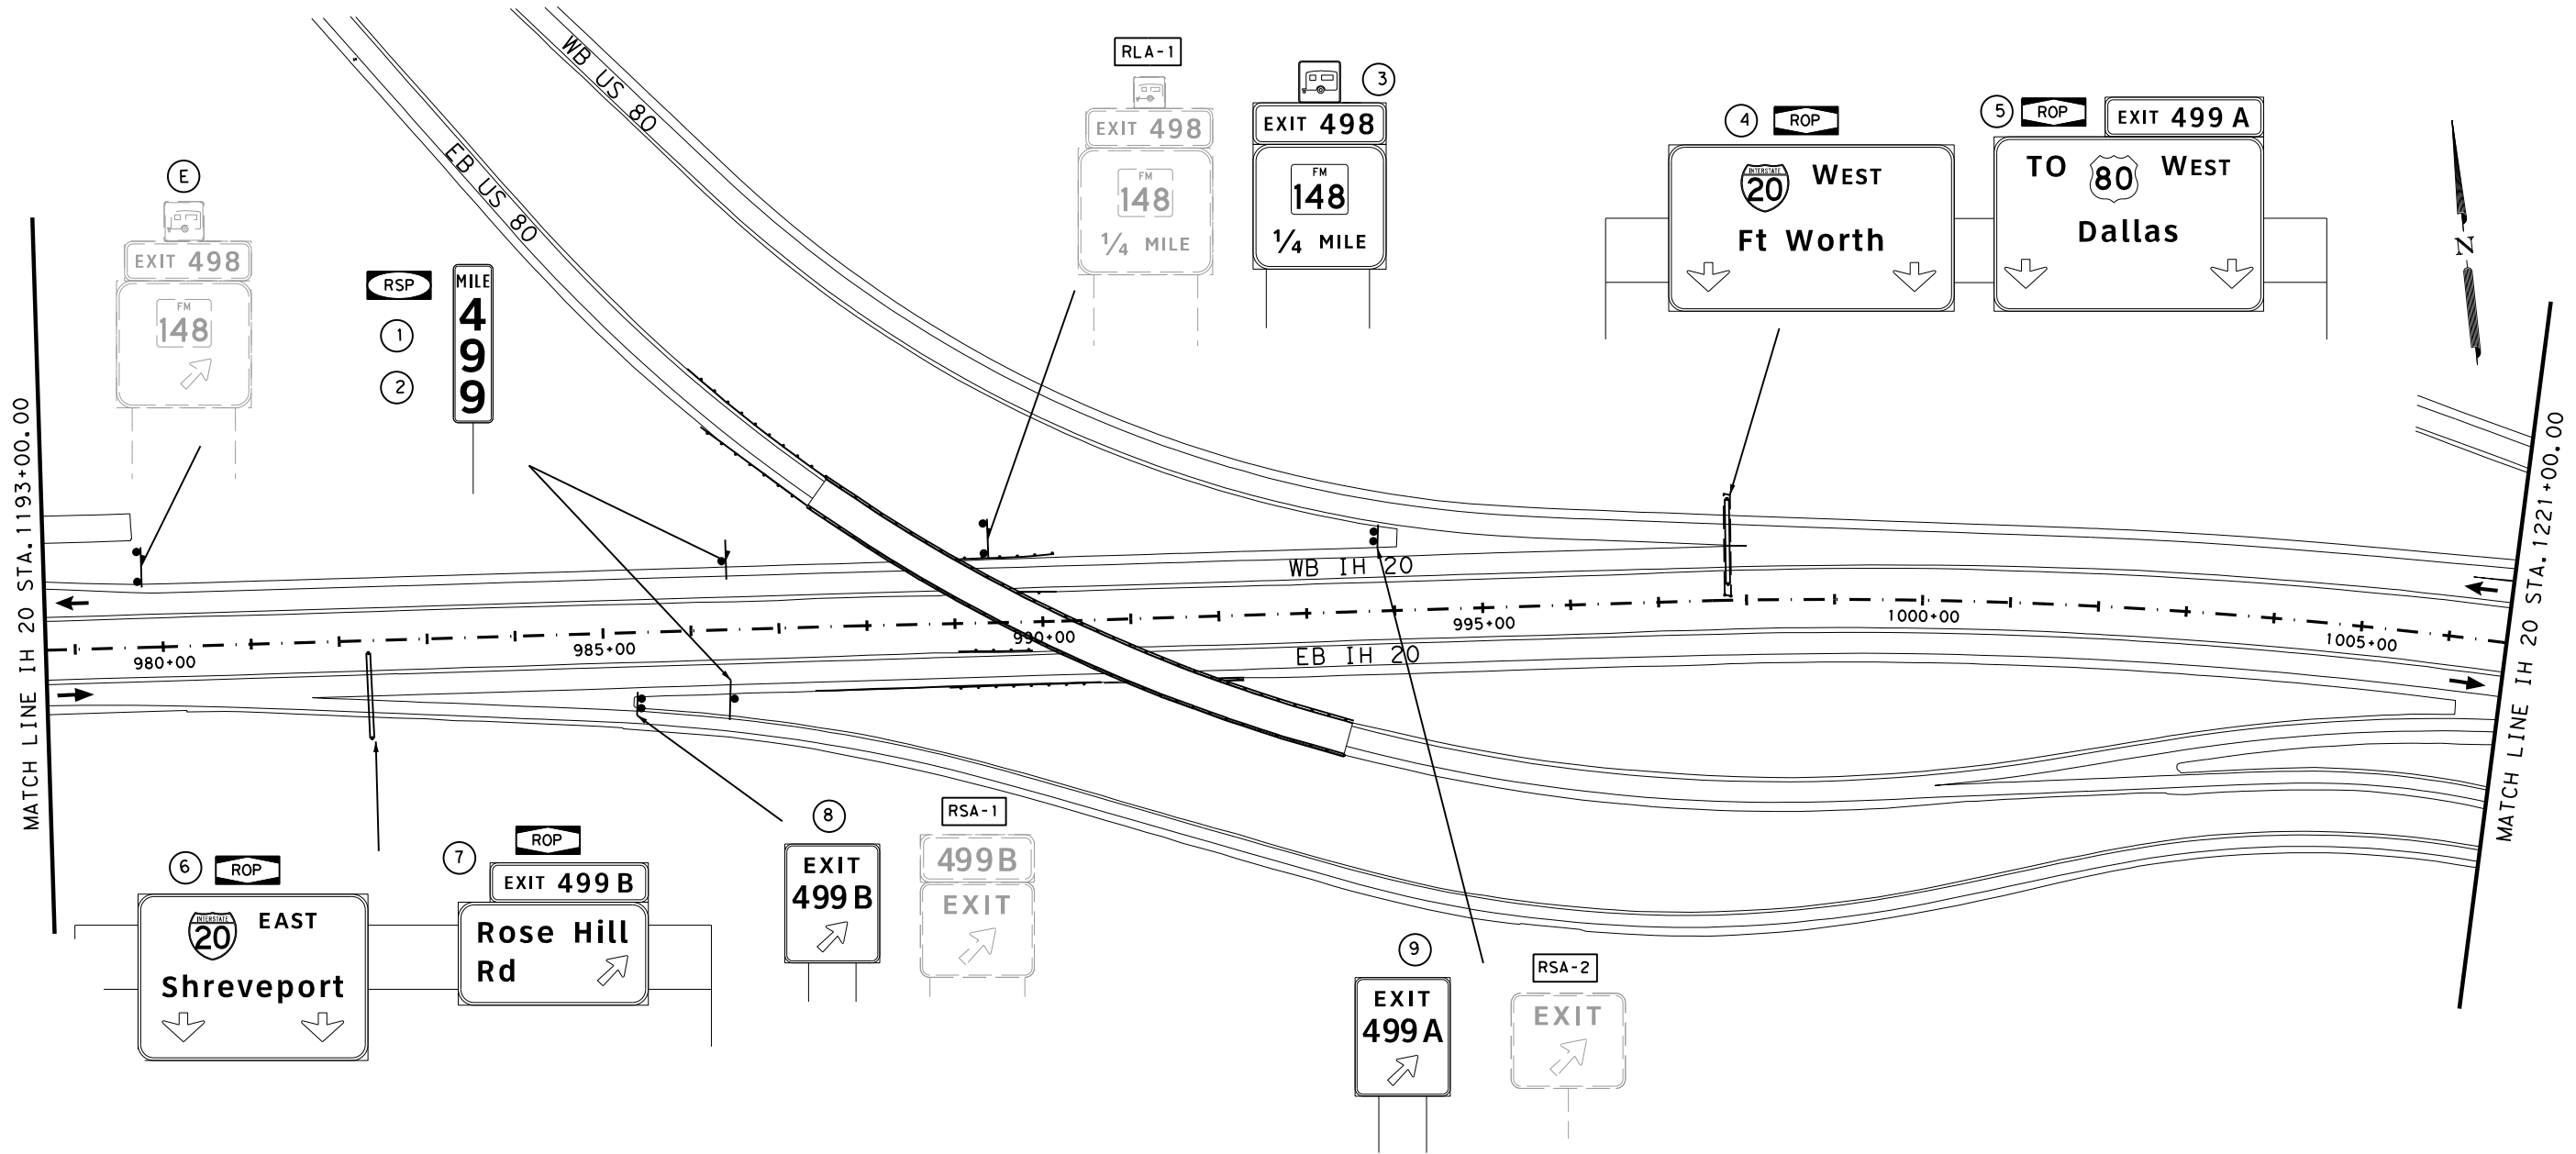 WB US 80
EB US 80
RLA-1
EXIT 498
FM
148
1/4 MILE
3
EXIT 498
FM
148
1/4 MILE
4
ROP
INTERSTATE
20
WEST
Ft Worth
5
ROP
EXIT 499 A
TO 80 WEST
Dallas
N
E
EXIT 498
FM
148
RSP
1
2
MILE
4
9
9
MATCH LINE IH 20 STA. 1193+00.00
MATCH LINE IH 20 STA. 1221+00.00
WB IH 20
980+00
985+00
990+00
995+00
1000+00
1005+00
EB IH 20
6
ROP
INTERSTATE
20
EAST
Shreveport
7
ROP
EXIT 499 B
Rose Hill
Rd
8
EXIT
499 B
RSA-1
499 B
EXIT
9
EXIT
499 A
RSA-2
EXIT